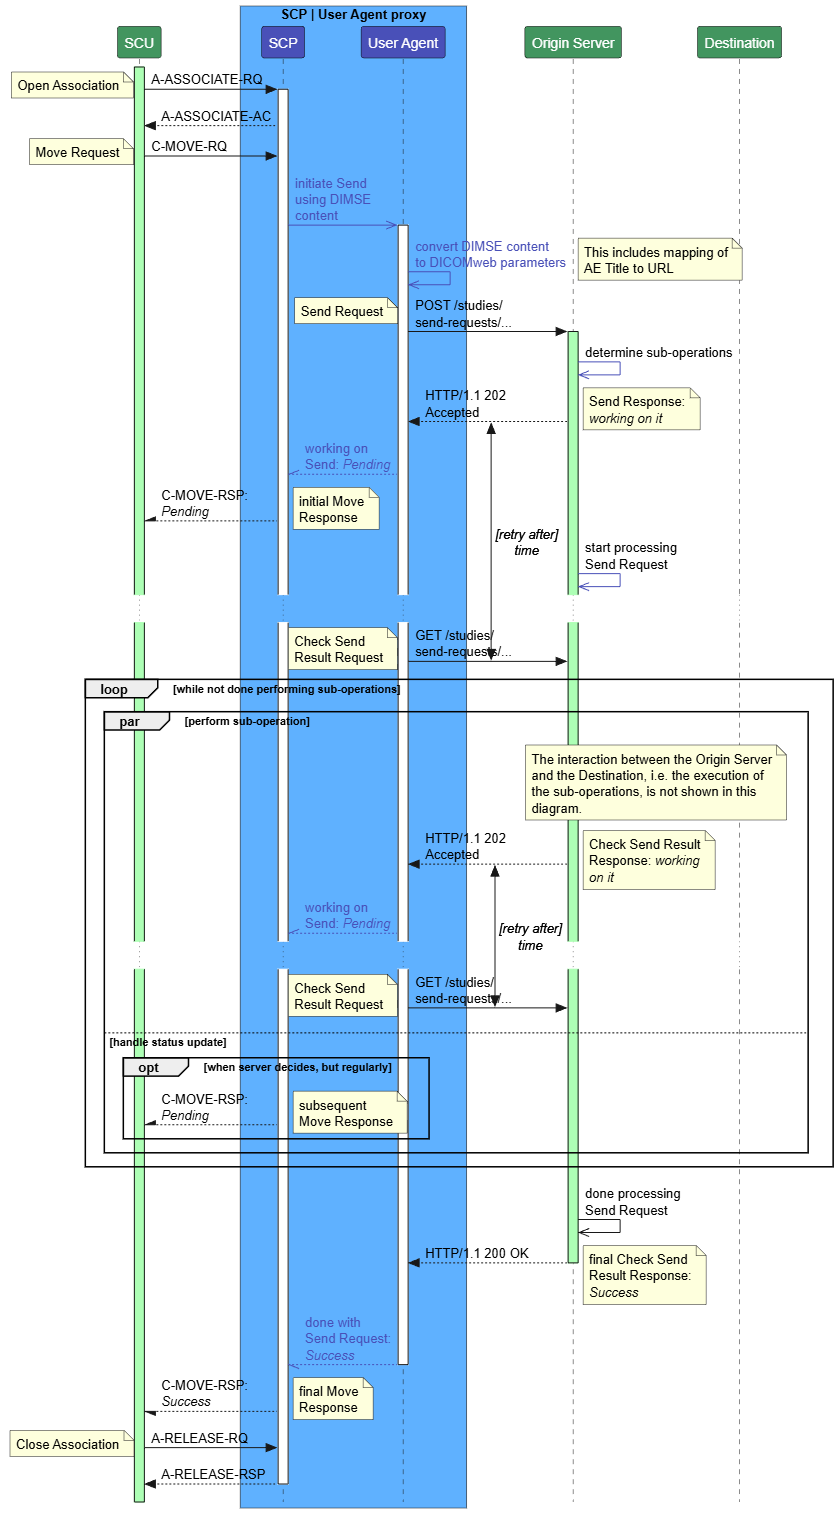 SCP | User Agent proxy
SCU
SCP
User Agent
Origin Server
Destination
Open Association
A-ASSOCIATE-RQ
A-ASSOCIATE-AC
Move Request
C-MOVE-RQ
initiate Send
using DIMSE
content
convert DIMSE content
to DICOMweb parameters
This includes mapping of
AE Title to URL
Send Request
POST /studies/
send-requests/...
determine sub-operations
HTTP/1.1 202
Accepted
Send Response:
working on it
working on
Send: Pending
C-MOVE-RSP:
Pending
initial Move
Response
[retry after]
time
start processing
Send Request
Check Send
Result Request
GET /studies/
send-requests/...
loop
[while not done performing sub-operations]
par
[perform sub-operation]
The interaction between the Origin Server
and the Destination, i.e. the execution of
the sub-operations, is not shown in this
diagram.
HTTP/1.1 202
Accepted
Check Send Result
Response: working
on it
working on
Send: Pending
[retry after]
time
Check Send
Result Request
GET /studies/
send-requests/...
[handle status update]
opt
[when server decides, but regularly]
C-MOVE-RSP:
Pending
subsequent
Move Response
done processing
Send Request
HTTP/1.1 200 OK
final Check Send
Result Response:
Success
done with
Send Request:
Success
C-MOVE-RSP:
Success
final Move
Response
Close Association
A-RELEASE-RQ
A-RELEASE-RSP